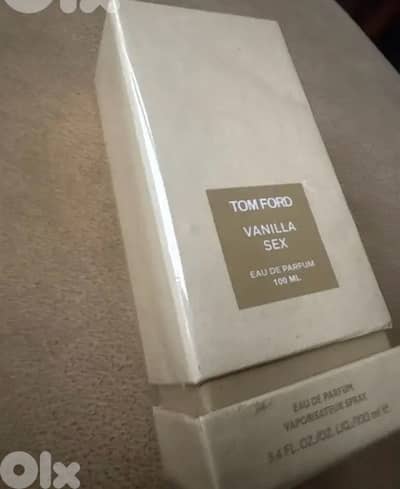 OLX
TOM FORD
VANILLA
SEX
EAU DE PARFUM
100 ML
EAU DE PARFUM
VAPORISATEUR SPRAY
3.4 FL.OZ./OZ.LIQ./100 ml e
OLX